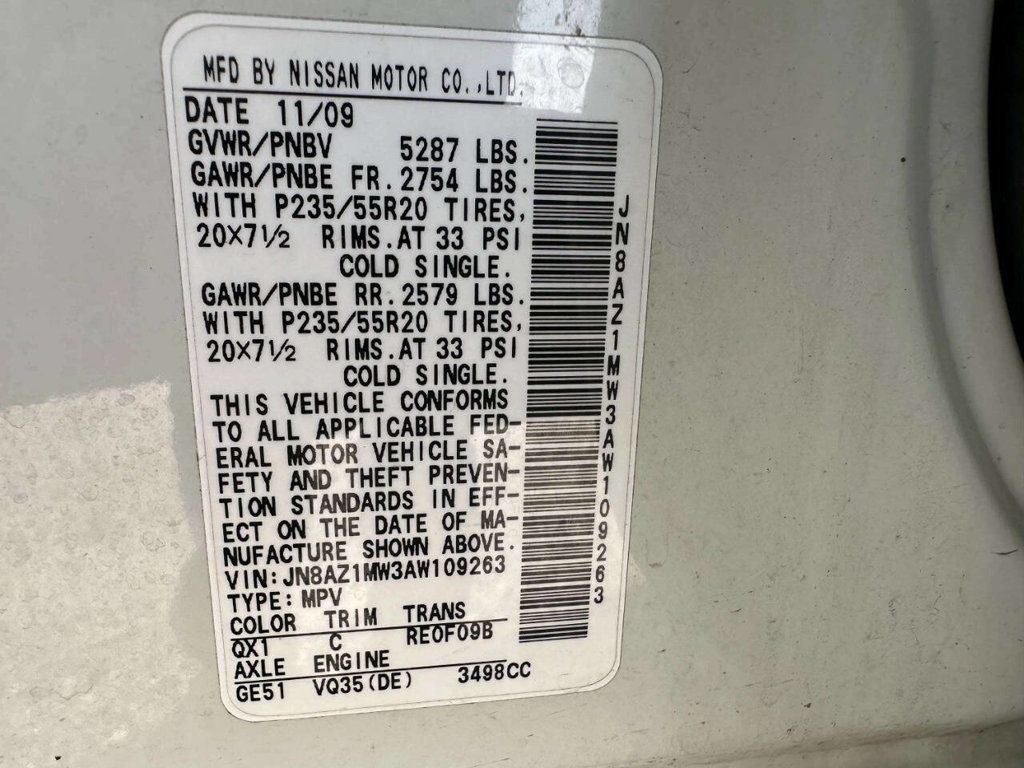 MFD BY NISSAN MOTOR CO.,LTD.
DATE 11/09
GVWR/PNBV 5287 LBS.
GAWR/PNBE FR. 2754 LBS.
WITH P235/55R20 TIRES,
20X7½ RIMS.AT 33 PSI
COLD SINGLE.
GAWR/PNBE RR. 2579 LBS.
WITH P235/55R20 TIRES,
20X7½ RIMS.AT 33 PSI
COLD SINGLE.
THIS VEHICLE CONFORMS
TO ALL APPLICABLE FED-
ERAL MOTOR VEHICLE SA-
FETY AND THEFT PREVEN-
TION STANDARDS IN EFF-
ECT ON THE DATE OF MA-
NUFACTURE SHOWN ABOVE.
VIN: JN8AZ1MW3AW109263
TYPE: MPV
COLOR TRIM TRANS
QX1 C RE0F09B
AXLE ENGINE
GE51 VQ35(DE) 3498CC
JN8AZ1MW3AW109263